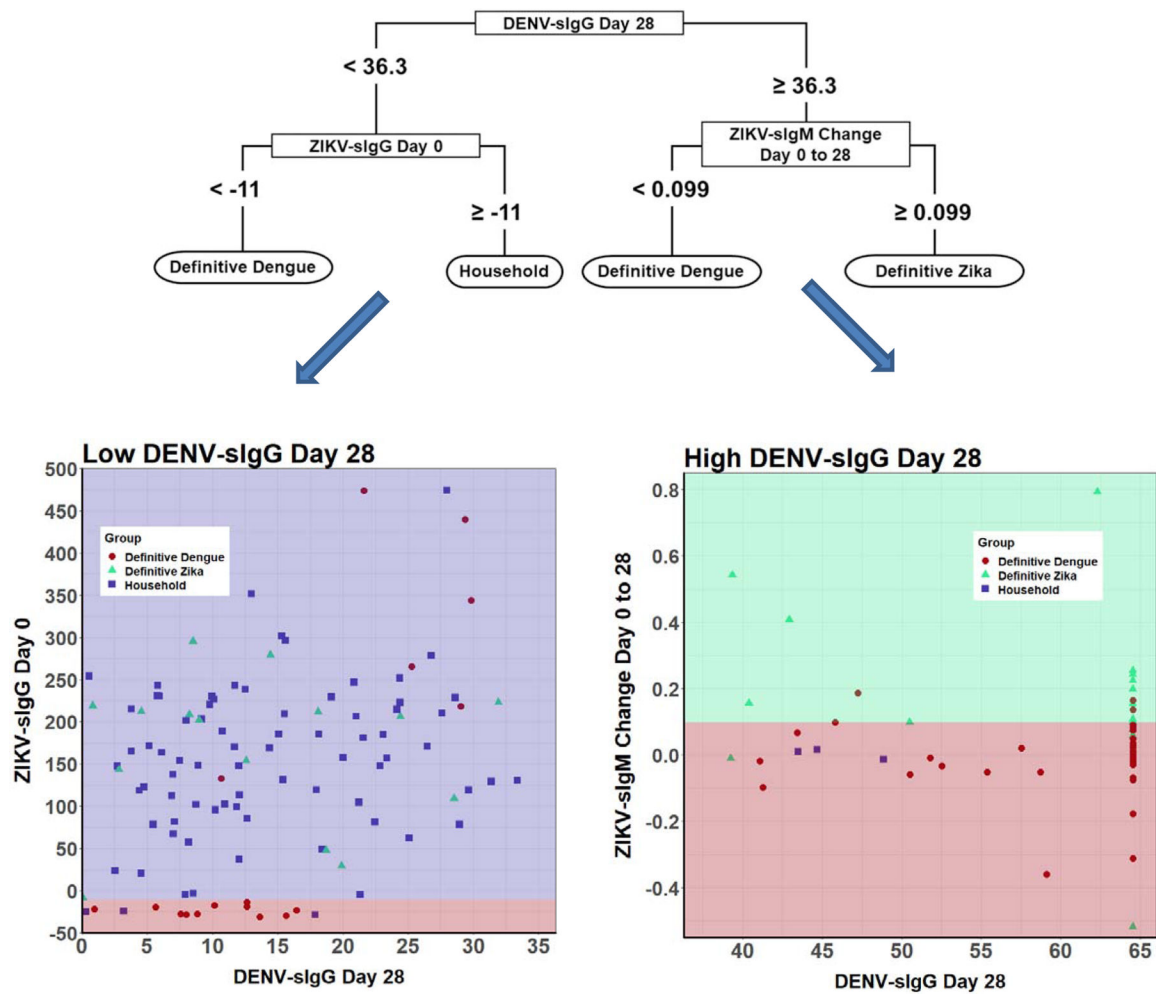 DENV-sIgG Day 28
< 36.3
≥ 36.3
ZIKV-sIgG Day 0
ZIKV-sIgM Change
Day 0 to 28
< -11
≥ -11
< 0.099
≥ 0.099
Definitive Dengue
Household
Definitive Dengue
Definitive Zika
Low DENV-sIgG Day 28
500
450
400
350
300
250
200
150
100
50
0
-50
ZIKV-sIgG Day 0
Group
Definitive Dengue
Definitive Zika
Household
0 5 10 15 20 25 30 35
DENV-sIgG Day 28
High DENV-sIgG Day 28
0.8
0.6
0.4
0.2
0.0
-0.2
-0.4
ZIKV-sIgM Change Day 0 to 28
Group
Definitive Dengue
Definitive Zika
Household
40 45 50 55 60 65
DENV-sIgG Day 28